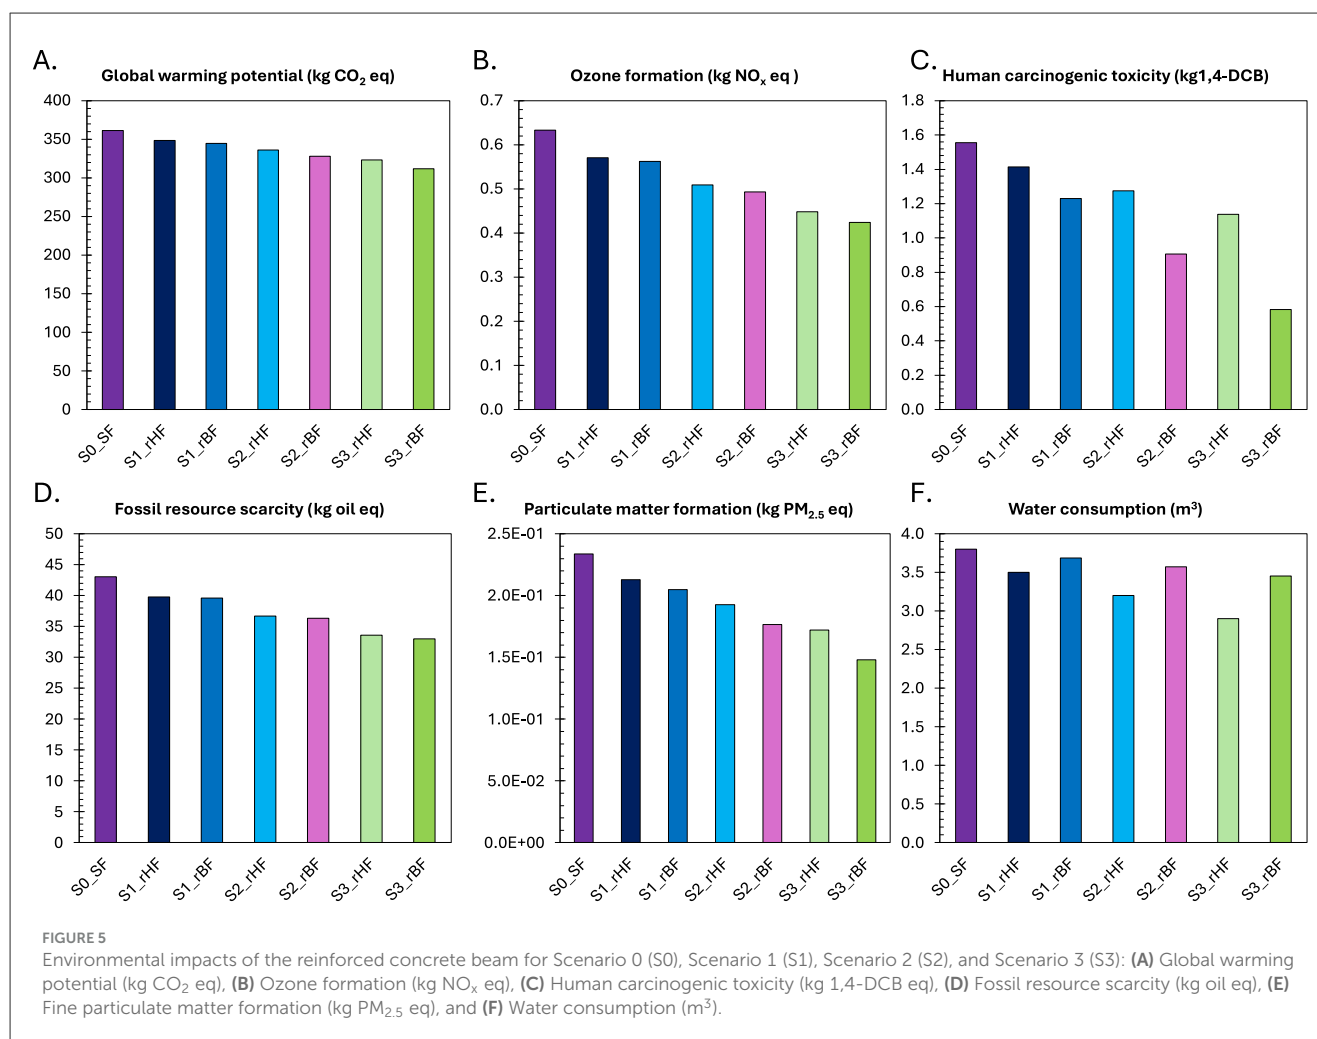 A.
Global warming potential (kg CO2 eq)
400
350
300
250
200
150
100
50
0
S0_SF
S1_rHF
S1_rBF
S2_rHF
S2_rBF
S3_rHF
S3_rBF
B.
Ozone formation (kg NOx eq )
0.7
0.6
0.5
0.4
0.3
0.2
0.1
0.0
S0_SF
S1_rHF
S1_rBF
S2_rHF
S2_rBF
S3_rHF
S3_rBF
C.
Human carcinogenic toxicity (kg1,4-DCB)
1.8
1.6
1.4
1.2
1.0
0.8
0.6
0.4
0.2
0.0
S0_SF
S1_rHF
S1_rBF
S2_rHF
S2_rBF
S3_rHF
S3_rBF
D.
Fossil resource scarcity (kg oil eq)
50
45
40
35
30
25
20
15
10
5
0
S0_SF
S1_rHF
S1_rBF
S2_rHF
S2_rBF
S3_rHF
S3_rBF
E.
Particulate matter formation (kg PM2.5 eq)
2.5E-01
2.0E-01
1.5E-01
1.0E-01
5.0E-02
0.0E+00
S0_SF
S1_rHF
S1_rBF
S2_rHF
S2_rBF
S3_rHF
S3_rBF
F.
Water consumption (m³)
4.0
3.5
3.0
2.5
2.0
1.5
1.0
0.5
0.0
S0_SF
S1_rHF
S1_rBF
S2_rHF
S2_rBF
S3_rHF
S3_rBF
FIGURE 5
Environmental impacts of the reinforced concrete beam for Scenario 0 (S0), Scenario 1 (S1), Scenario 2 (S2), and Scenario 3 (S3): (A) Global warming
potential (kg CO2 eq), (B) Ozone formation (kg NOx eq), (C) Human carcinogenic toxicity (kg 1,4-DCB eq), (D) Fossil resource scarcity (kg oil eq), (E)
Fine particulate matter formation (kg PM2.5 eq), and (F) Water consumption (m³).